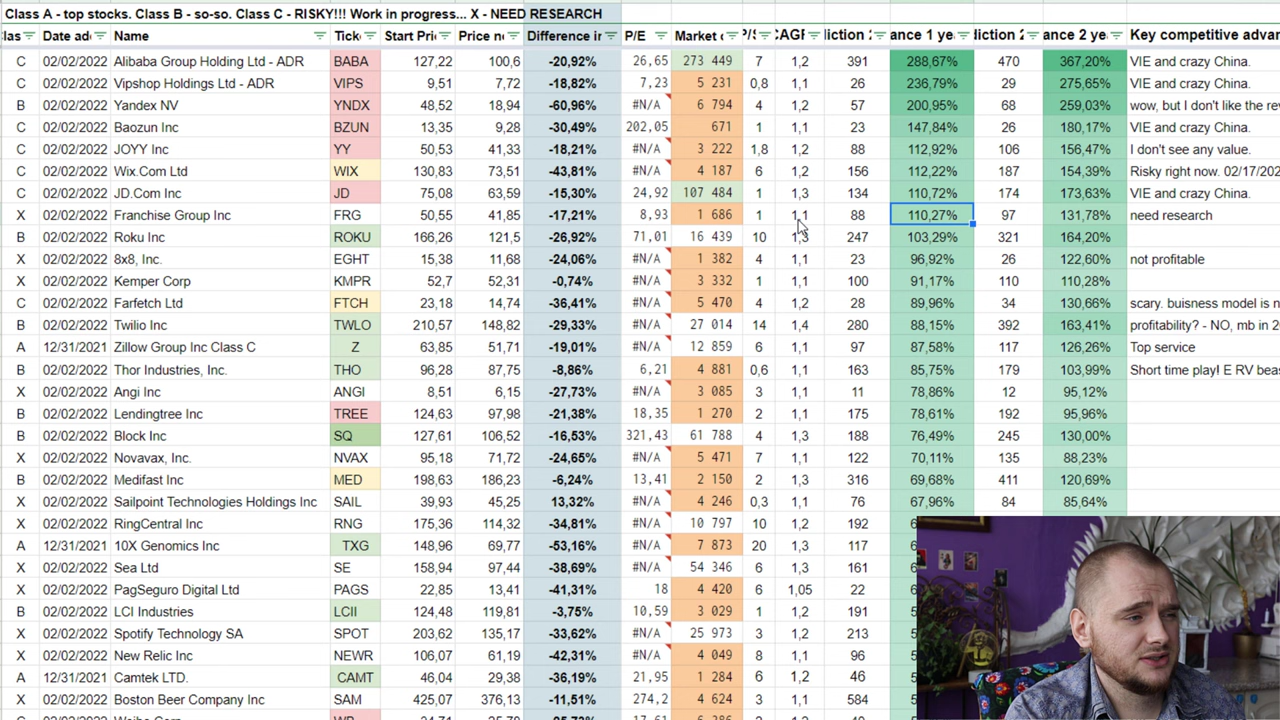 Class A - top stocks. Class B - so-so. Class C - RISKY!!! Work in progress... X - NEED RESEARCH
Clas Date ad Name Ticke Start Pric Price no Difference in P/E Market c P/S CAGR diction 2 ance 1 ye diction 2 ance 2 ye Key competitive advan
C 02/02/2022 Alibaba Group Holding Ltd - ADR BABA 127,22 100,6 -20,92% 26,65 273 449 7 1,2 391 288,67% 470 367,20% VIE and crazy China.
C 02/02/2022 Vipshop Holdings Ltd - ADR VIPS 9,51 7,72 -18,82% 7,23 5 231 0,8 1,1 26 236,79% 29 275,65% VIE and crazy China.
B 02/02/2022 Yandex NV YNDX 48,52 18,94 -60,96% #N/A 6 794 4 1,2 57 200,95% 68 259,03% wow, but I don't like the re
C 02/02/2022 Baozun Inc BZUN 13,35 9,28 -30,49% 202,05 671 1 1,1 23 147,84% 26 180,17% VIE and crazy China.
C 02/02/2022 JOYY Inc YY 50,53 41,33 -18,21% #N/A 3 222 1,8 1,2 88 112,92% 106 156,47% I don't see any value.
C 02/02/2022 Wix.Com Ltd WIX 130,83 73,51 -43,81% #N/A 4 187 6 1,2 156 112,22% 187 154,39% Risky right now. 02/17/202
C 02/02/2022 JD.Com Inc JD 75,08 63,59 -15,30% 24,92 107 484 1 1,3 134 110,72% 174 173,63% VIE and crazy China.
X 02/02/2022 Franchise Group Inc FRG 50,55 41,85 -17,21% 8,93 1 686 1 1,1 88 110,27% 97 131,78% need research
B 02/02/2022 Roku Inc ROKU 166,26 121,5 -26,92% 71,01 16 439 10 1,3 247 103,29% 321 164,20%
X 02/02/2022 8x8, Inc. EGHT 15,38 11,68 -24,06% #N/A 1 382 4 1,1 23 96,92% 26 122,60% not profitable
X 02/02/2022 Kemper Corp KMPR 52,7 52,31 -0,74% #N/A 3 332 1 1,1 100 91,17% 110 110,28%
C 02/02/2022 Farfetch Ltd FTCH 23,18 14,74 -36,41% #N/A 5 470 4 1,2 28 89,96% 34 130,66% scary. buisness model is n
B 02/02/2022 Twilio Inc TWLO 210,57 148,82 -29,33% #N/A 27 014 14 1,4 280 88,15% 392 163,41% profitability? - NO, mb in 2
A 12/31/2021 Zillow Group Inc Class C Z 63,85 51,71 -19,01% #N/A 12 859 6 1,1 97 87,58% 117 126,26% Top service
B 02/02/2022 Thor Industries, Inc. THO 96,28 87,75 -8,86% 6,21 4 881 0,6 1,1 163 85,75% 179 103,99% Short time play! E RV beas
X 02/02/2022 Angi Inc ANGI 8,51 6,15 -27,73% #N/A 3 085 3 1,1 11 78,86% 12 95,12%
B 02/02/2022 Lendingtree Inc TREE 124,63 97,98 -21,38% 18,35 1 270 2 1,1 175 78,61% 192 95,96%
B 02/02/2022 Block Inc SQ 127,61 106,52 -16,53% 321,43 61 788 4 1,3 188 76,49% 245 130,00%
X 02/02/2022 Novavax, Inc. NVAX 95,18 71,72 -24,65% #N/A 5 471 7 1,1 122 70,11% 135 88,23%
B 02/02/2022 Medifast Inc MED 198,63 186,23 -6,24% 13,41 2 150 2 1,3 316 69,68% 411 120,69%
X 02/02/2022 Sailpoint Technologies Holdings Inc SAIL 39,93 45,25 13,32% #N/A 4 246 0,3 1,1 76 67,96% 84 85,64%
X 02/02/2022 RingCentral Inc RNG 175,36 114,32 -34,81% #N/A 10 797 10 1,2 192 6
A 12/31/2021 10X Genomics Inc TXG 148,96 69,77 -53,16% #N/A 7 873 20 1,3 117 6
X 02/02/2022 Sea Ltd SE 158,94 97,44 -38,69% #N/A 54 346 6 1,3 161 6
X 02/02/2022 PagSeguro Digital Ltd PAGS 22,85 13,41 -41,31% 18 4 420 6 1,05 22
B 02/02/2022 LCI Industries LCII 124,48 119,81 -3,75% 10,59 3 029 1 1,2 191 5
X 02/02/2022 Spotify Technology SA SPOT 203,62 135,17 -33,62% #N/A 25 973 3 1,2 213 5
X 02/02/2022 New Relic Inc NEWR 106,07 61,19 -42,31% #N/A 4 049 8 1,1 96 5
A 12/31/2021 Camtek LTD. CAMT 46,04 29,38 -36,19% 21,95 1 284 6 1,2 46 5
X 02/02/2022 Boston Beer Company Inc SAM 425,07 376,13 -11,51% 274,2 4 624 3 1,1 584 5